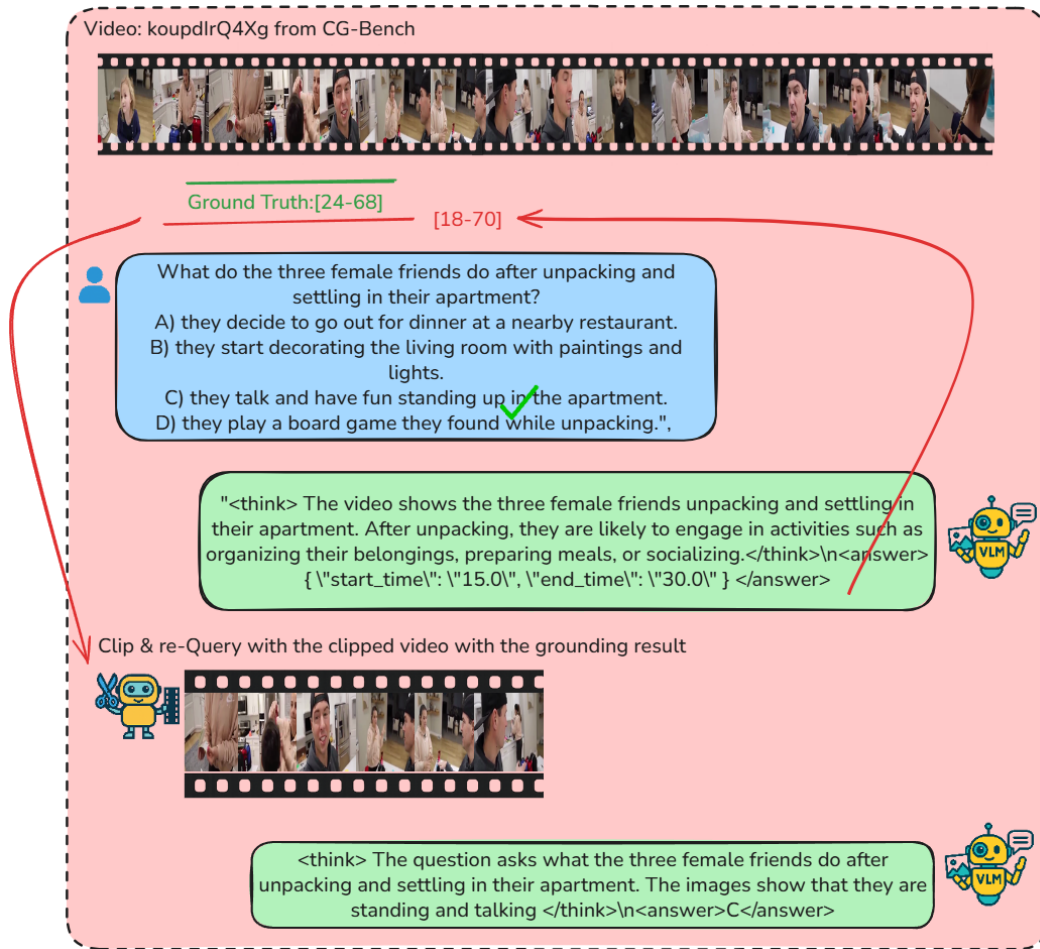 Video: koupdIrQ4Xg from CG-Bench
Ground Truth:[24-68]
[18-70]
What do the three female friends do after unpacking and
settling in their apartment?
A) they decide to go out for dinner at a nearby restaurant.
B) they start decorating the living room with paintings and
lights.
C) they talk and have fun standing up in the apartment.
D) they play a board game they found while unpacking.",
"<think> The video shows the three female friends unpacking and settling in
their apartment. After unpacking, they are likely to engage in activities such as
organizing their belongings, preparing meals, or socializing.</think>\n<answer>
{ \"start_time\": \"15.0\", \"end_time\": \"30.0\" } </answer>
VLM
Clip & re-Query with the clipped video with the grounding result
<think> The question asks what the three female friends do after
unpacking and settling in their apartment. The images show that they are
standing and talking </think>\n<answer>C</answer>
VLM